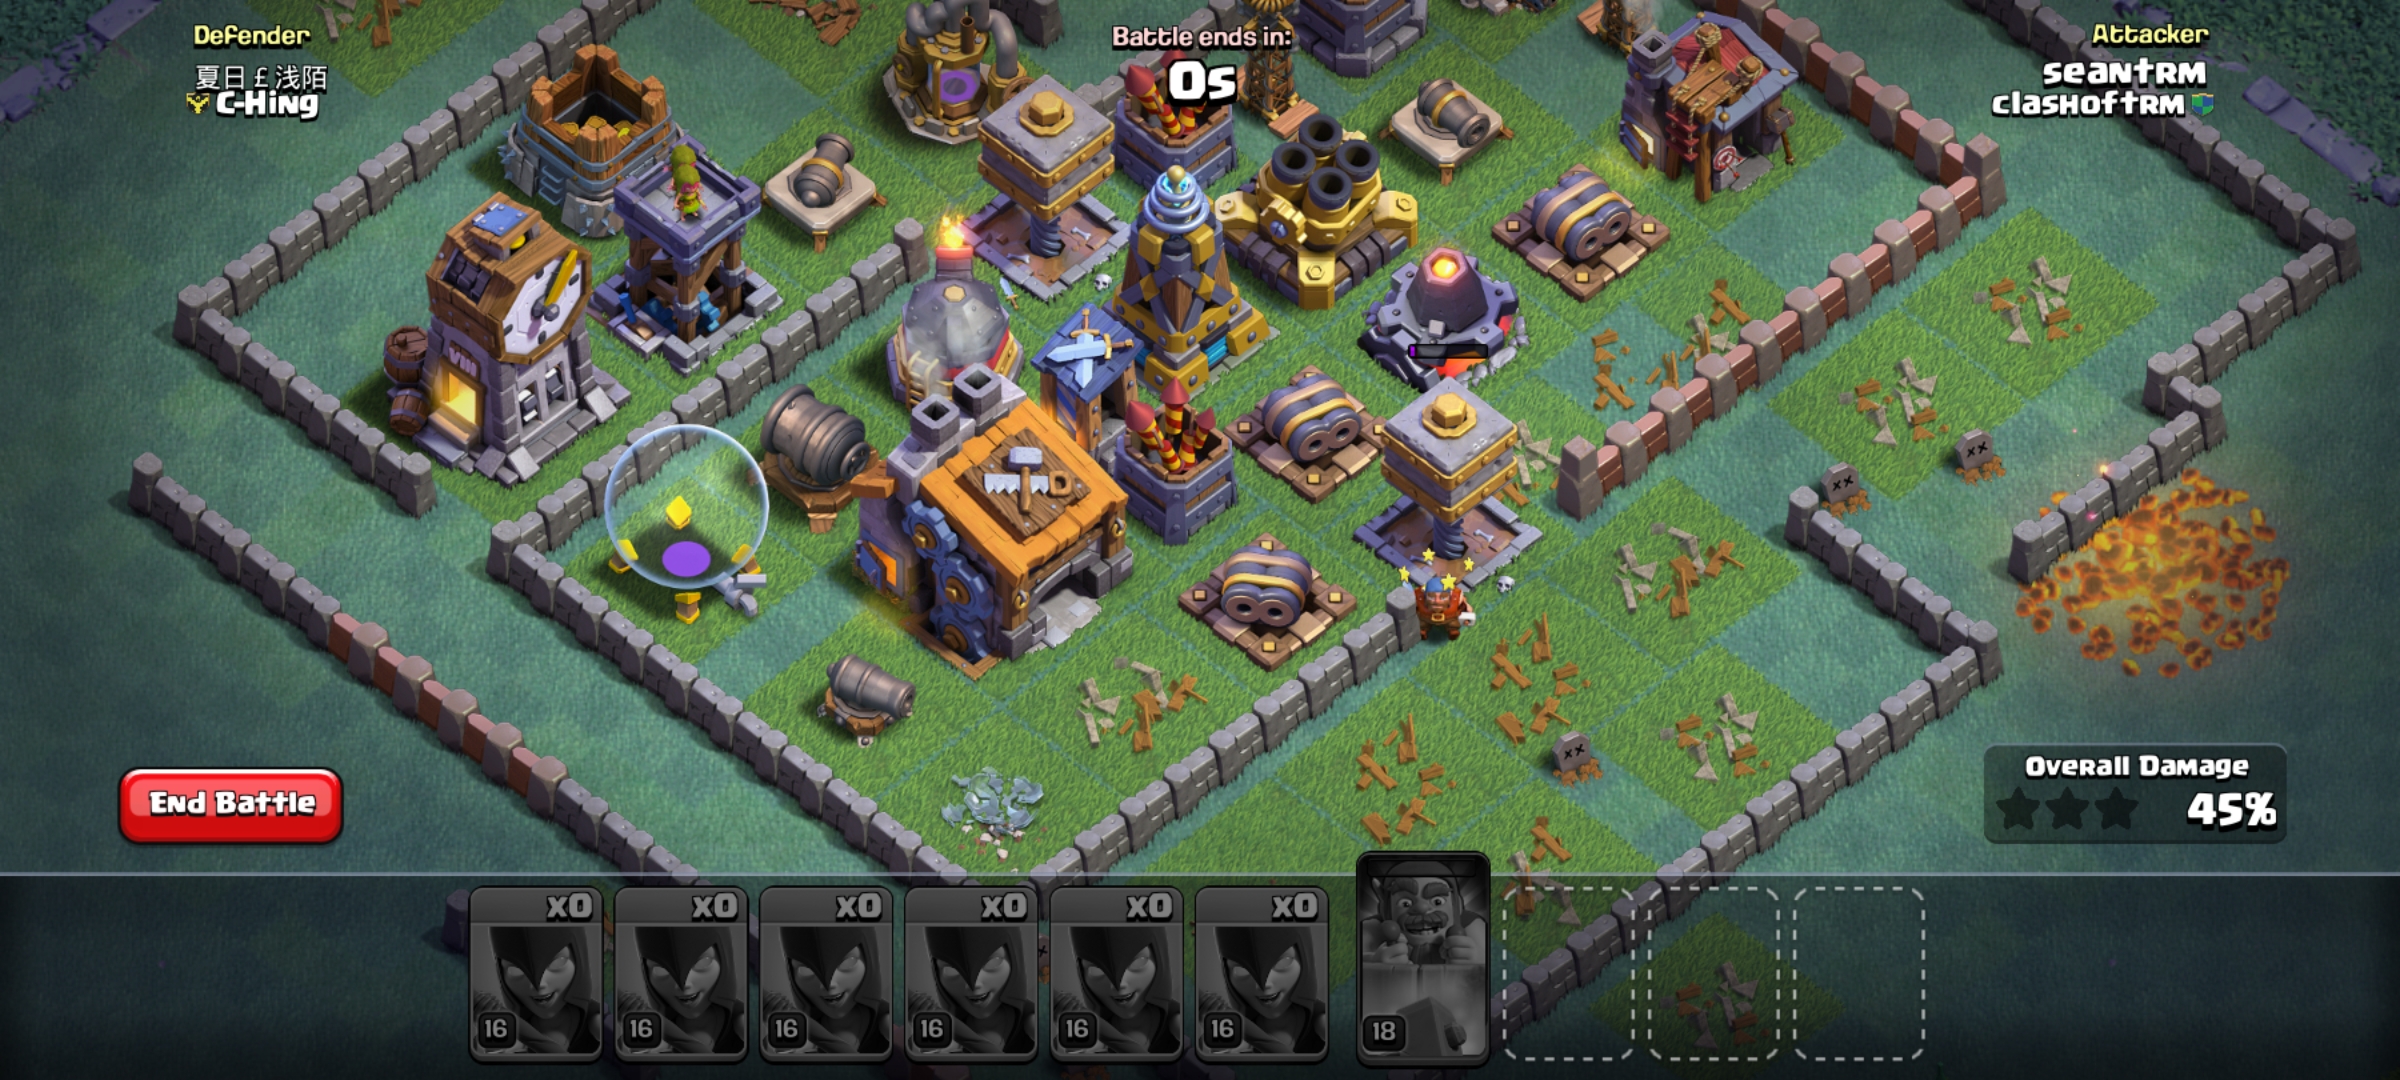 Defender
夏日£浅陌
C-Hing
Battle ends in:
0s
Attacker
seantRM
clashoftRM
End Battle
Overall Damage
45%
x0
x0
x0
x0
x0
x0
16
16
16
16
16
16
18